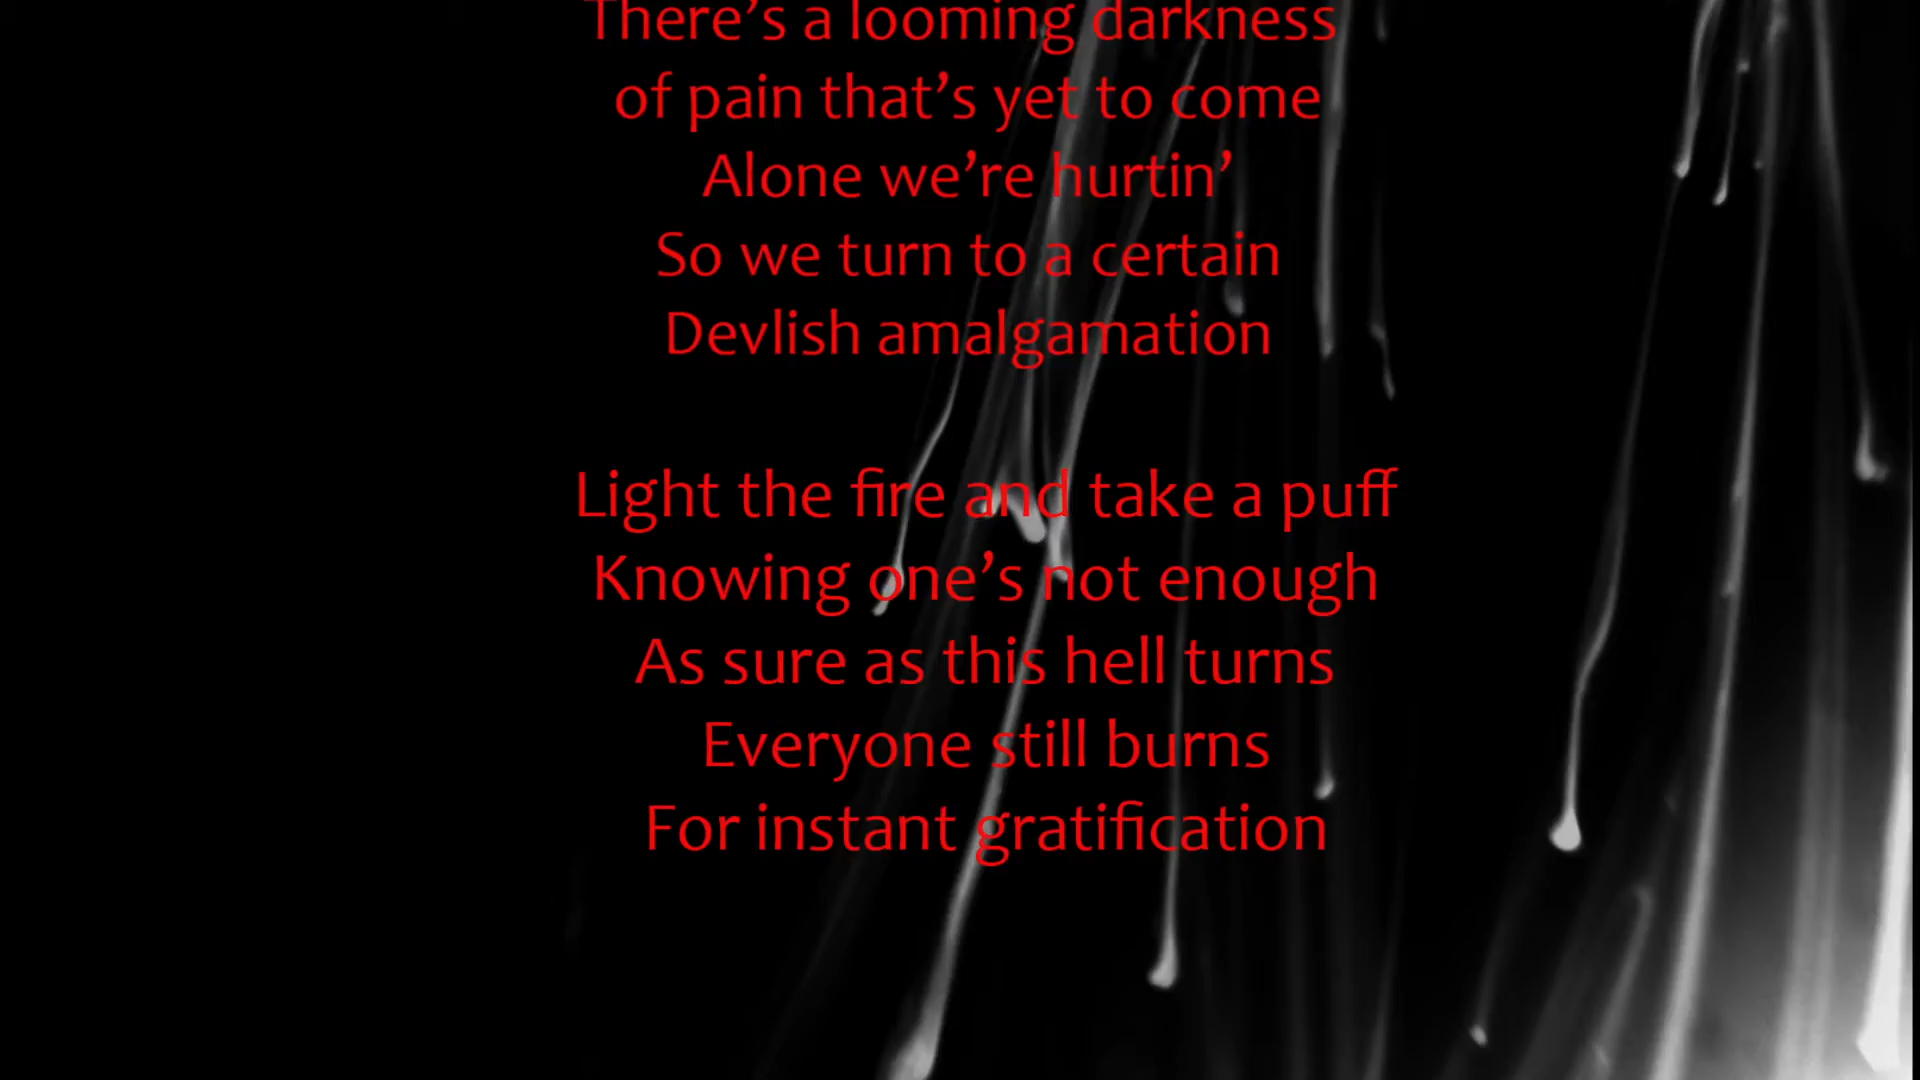 There’s a looming darkness
of pain that’s yet to come
Alone we’re hurtin’
So we turn to a certain
Devlish amalgamation
Light the fire and take a puff
Knowing one’s not enough
As sure as this hell turns
Everyone still burns
For instant gratification